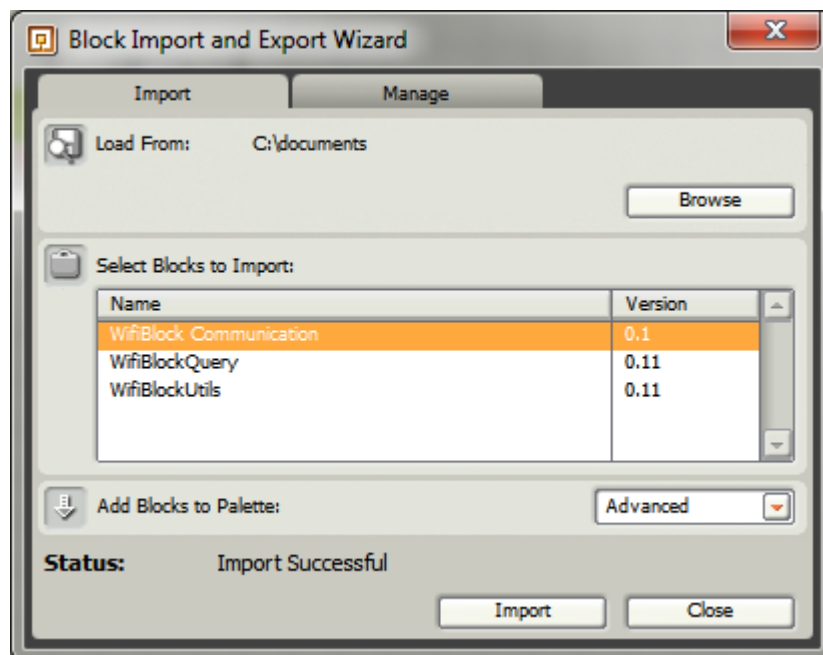 Block Import and Export Wizard
Import Manage
Load From: C:\documents
Browse
Select Blocks to Import:
Name Version
WifiBlock Communication 0.1
WifiBlockQuery 0.11
WifiBlockUtils 0.11
Add Blocks to Palette: Advanced
Status: Import Successful
Import Close